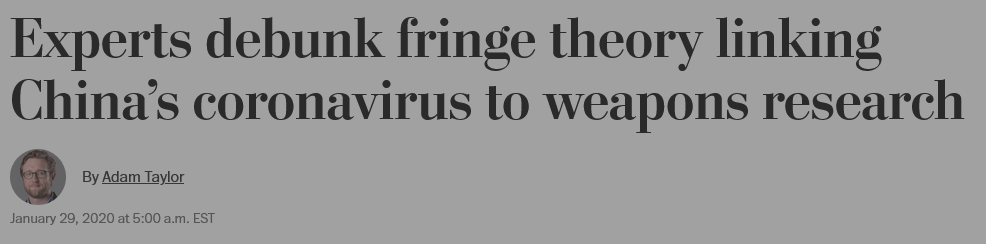 Experts debunk fringe theory linking
China’s coronavirus to weapons research
By Adam Taylor
January 29, 2020 at 5:00 a.m. EST